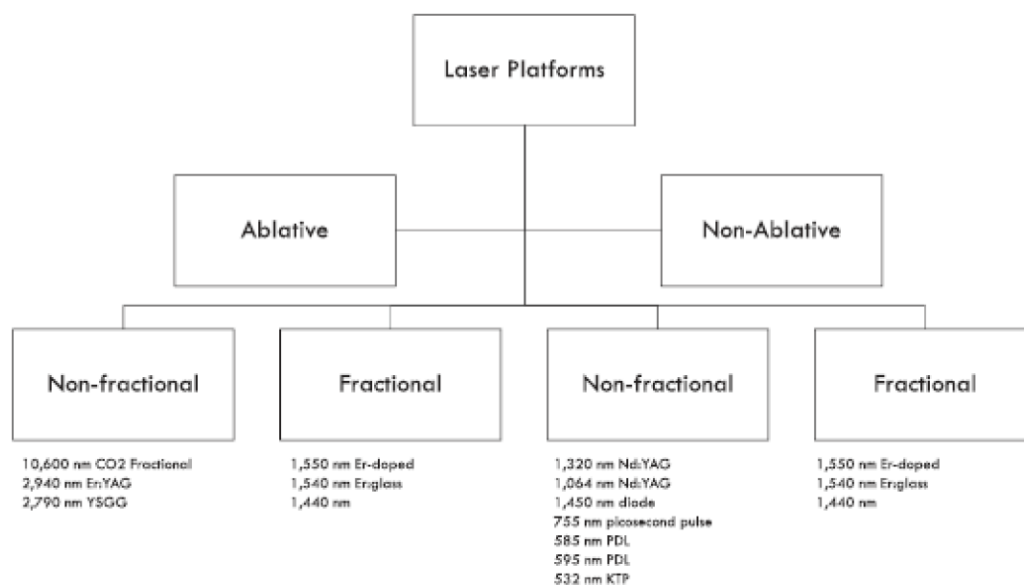 Laser Platforms
Ablative
Non-Ablative
Non-fractional
Fractional
Non-fractional
Fractional
10,600 nm CO2 Fractional
2,940 nm Er:YAG
2,790 nm YSGG
1,550 nm Er-doped
1,540 nm Er:glass
1,440 nm
1,320 nm Nd:YAG
1,064 nm Nd:YAG
1,450 nm diode
755 nm picosecond pulse
585 nm PDL
595 nm PDL
532 nm KTP
1,550 nm Er-doped
1,540 nm Er:glass
1,440 nm